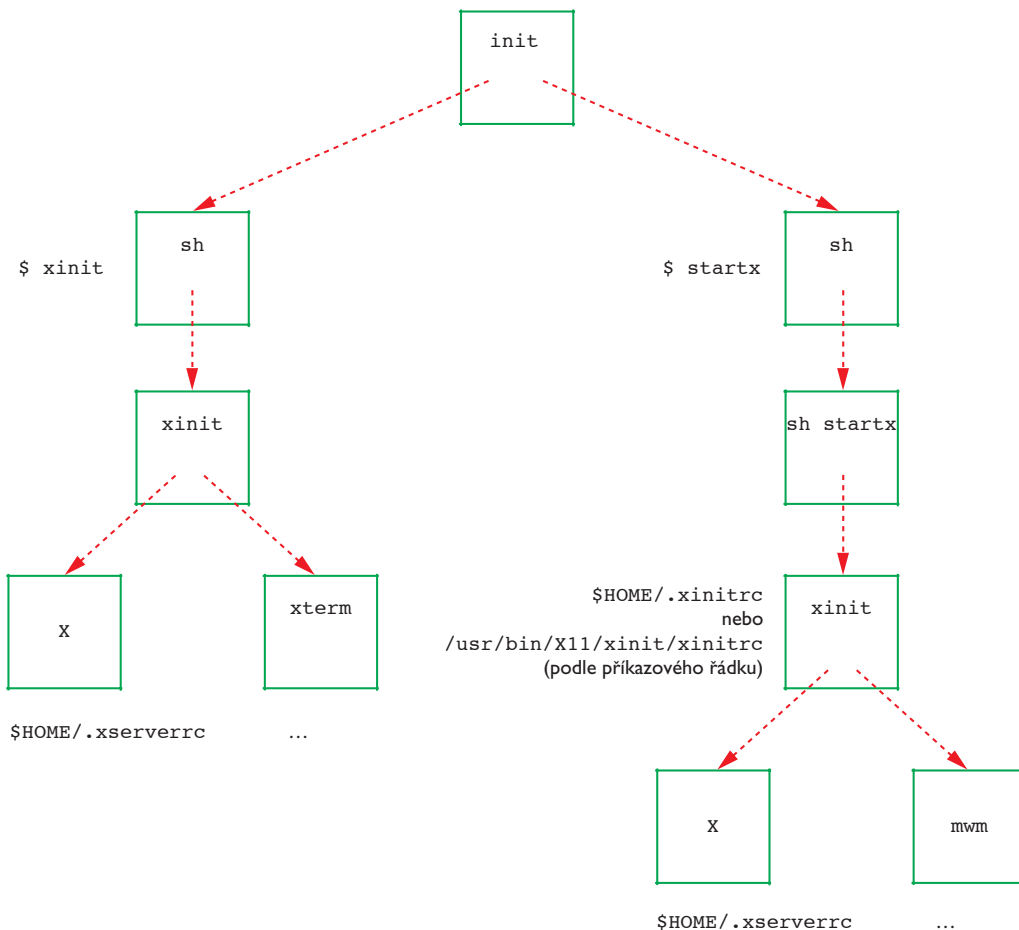 init
sh
$ xinit
sh
$ startx
xinit
sh startx
X
xterm
$HOME/.xinitrc
nebo
/usr/bin/X11/xinit/xinitrc
(podle příkazového řádku)
xinit
$HOME/.xserverrc
...
X
mwm
$HOME/.xserverrc
...